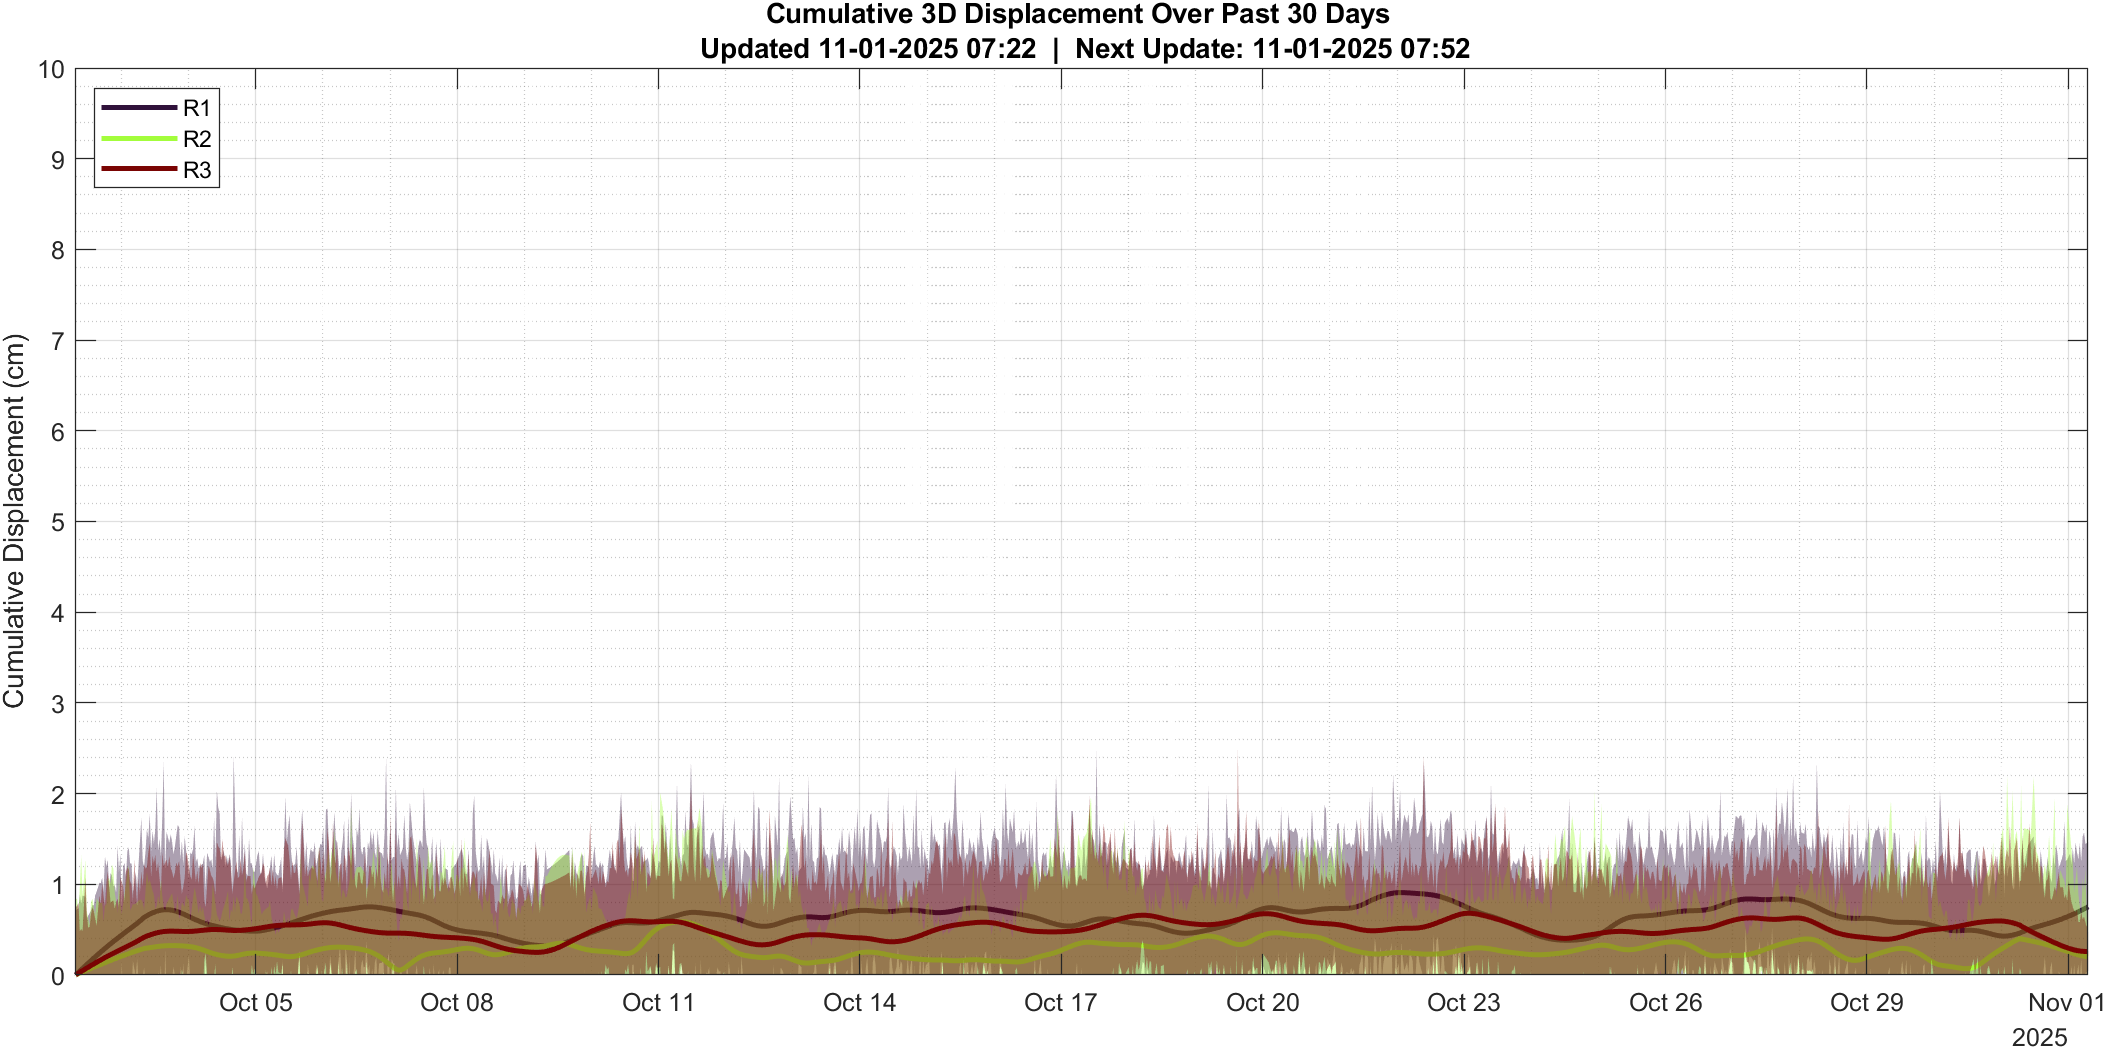 Cumulative 3D Displacement Over Past 30 Days
Updated 11-01-2025 07:22 | Next Update: 11-01-2025 07:52
R1
R2
R3
Cumulative Displacement (cm)
10
9
8
7
6
5
4
3
2
1
0
Oct 05 Oct 08 Oct 11 Oct 14 Oct 17 Oct 20 Oct 23 Oct 26 Oct 29 Nov 01
2025